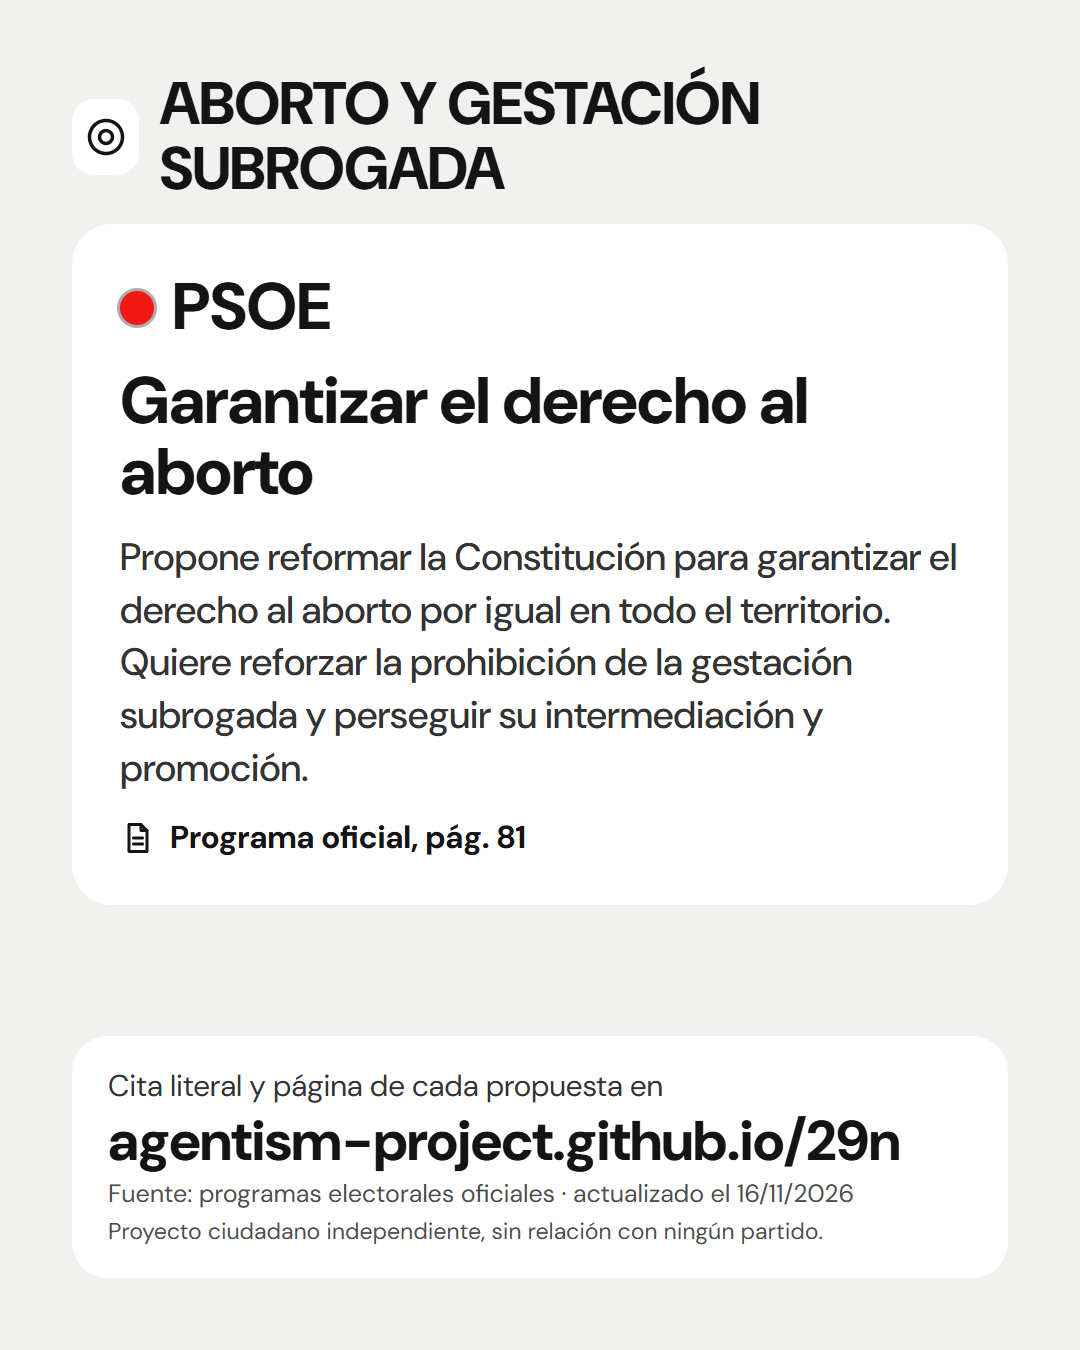 ABORTO Y GESTACIÓN
SUBROGADA
PSOE
Garantizar el derecho al
aborto
Propone reformar la Constitución para garantizar el
derecho al aborto por igual en todo el territorio.
Quiere reforzar la prohibición de la gestación
subrogada y perseguir su intermediación y
promoción.
Programa oficial, pág. 81
Cita literal y página de cada propuesta en
agentism-project.github.io/29n
Fuente: programas electorales oficiales · actualizado el 16/11/2026
Proyecto ciudadano independiente, sin relación con ningún partido.